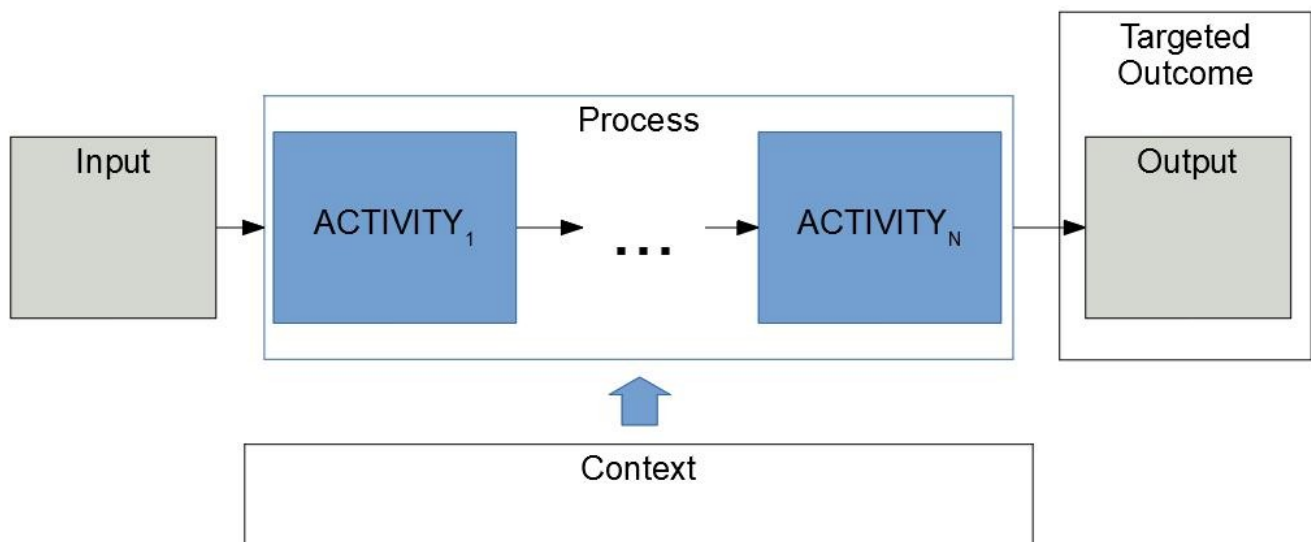 Targeted
Outcome
Process
Input
Output
ACTIVITY1
...
ACTIVITYN
Context